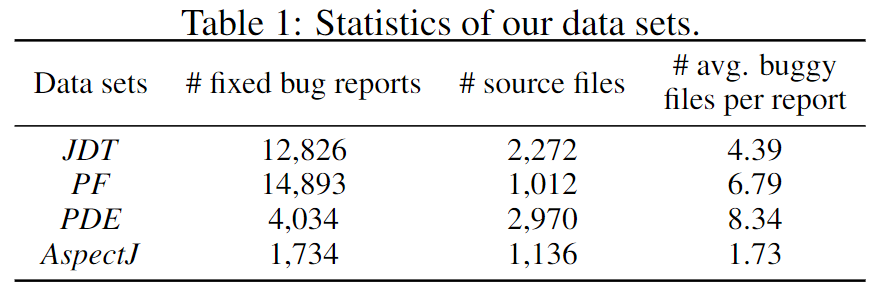 Table 1: Statistics of our data sets.
Data sets # fixed bug reports # source files # avg. buggy files per report
JDT 12,826 2,272 4.39
PF 14,893 1,012 6.79
PDE 4,034 2,970 8.34
AspectJ 1,734 1,136 1.73